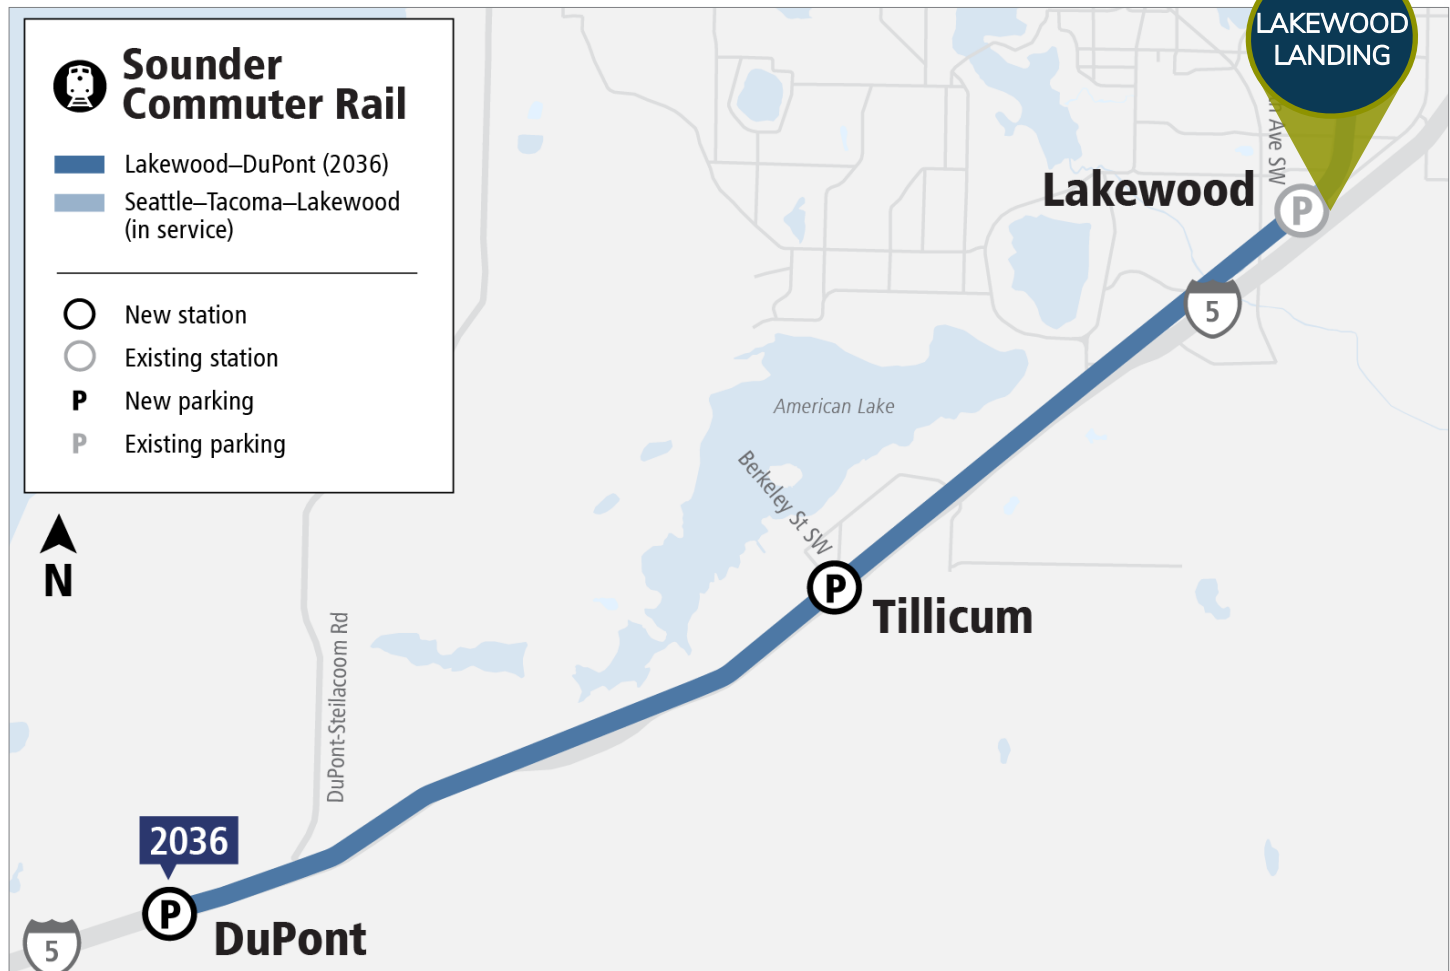 Sounder
Commuter Rail
Lakewood–DuPont (2036)
Seattle–Tacoma–Lakewood
(in service)
New station
Existing station
P
New parking
P
Existing parking
N
LAKEWOOD
LANDING
Ave SW
Lakewood
P
5
American Lake
Berkeley St SW
P
Tillicum
DuPont-Steilacoom Rd
2036
P
DuPont
5